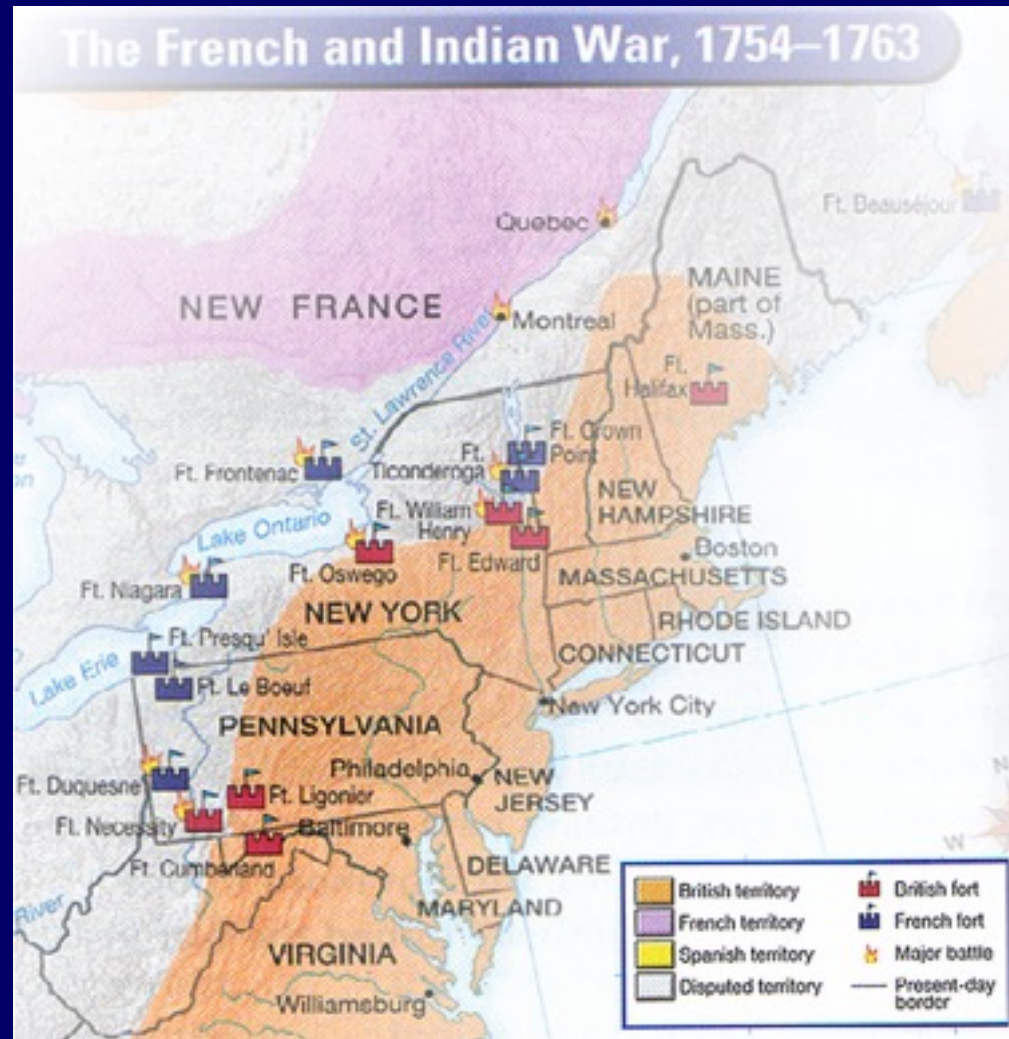 The French and Indian War, 1754–1763
Ft. Beauséjour
Quebec
MAINE
(part of
Mass.)
NEW FRANCE
Montreal
St. Lawrence River
Ft.
Halifax
Ft. Crown
Point
Ft.
Ticonderoga
Ft. Frontenac
NEW
HAMPSHIRE
Ft. William
Henry
Lake Ontario
Boston
Ft. Edward
Ft. Oswego
MASSACHUSETTS
Ft. Niagara
NEW YORK
RHODE ISLAND
Ft. Presqu' Isle
CONNECTICUT
Lake Erie
Ft. Le Boeuf
New York City
PENNSYLVANIA
Philadelphia
NEW
JERSEY
Ft. Duquesne
Ft. Ligonier
Ft. Necessity
Baltimore
Ft. Cumberland
DELAWARE
MARYLAND
River
VIRGINIA
Williamsburg
N
W
British territory
French territory
Spanish territory
Disputed territory
British fort
French fort
Major battle
Present-day
border